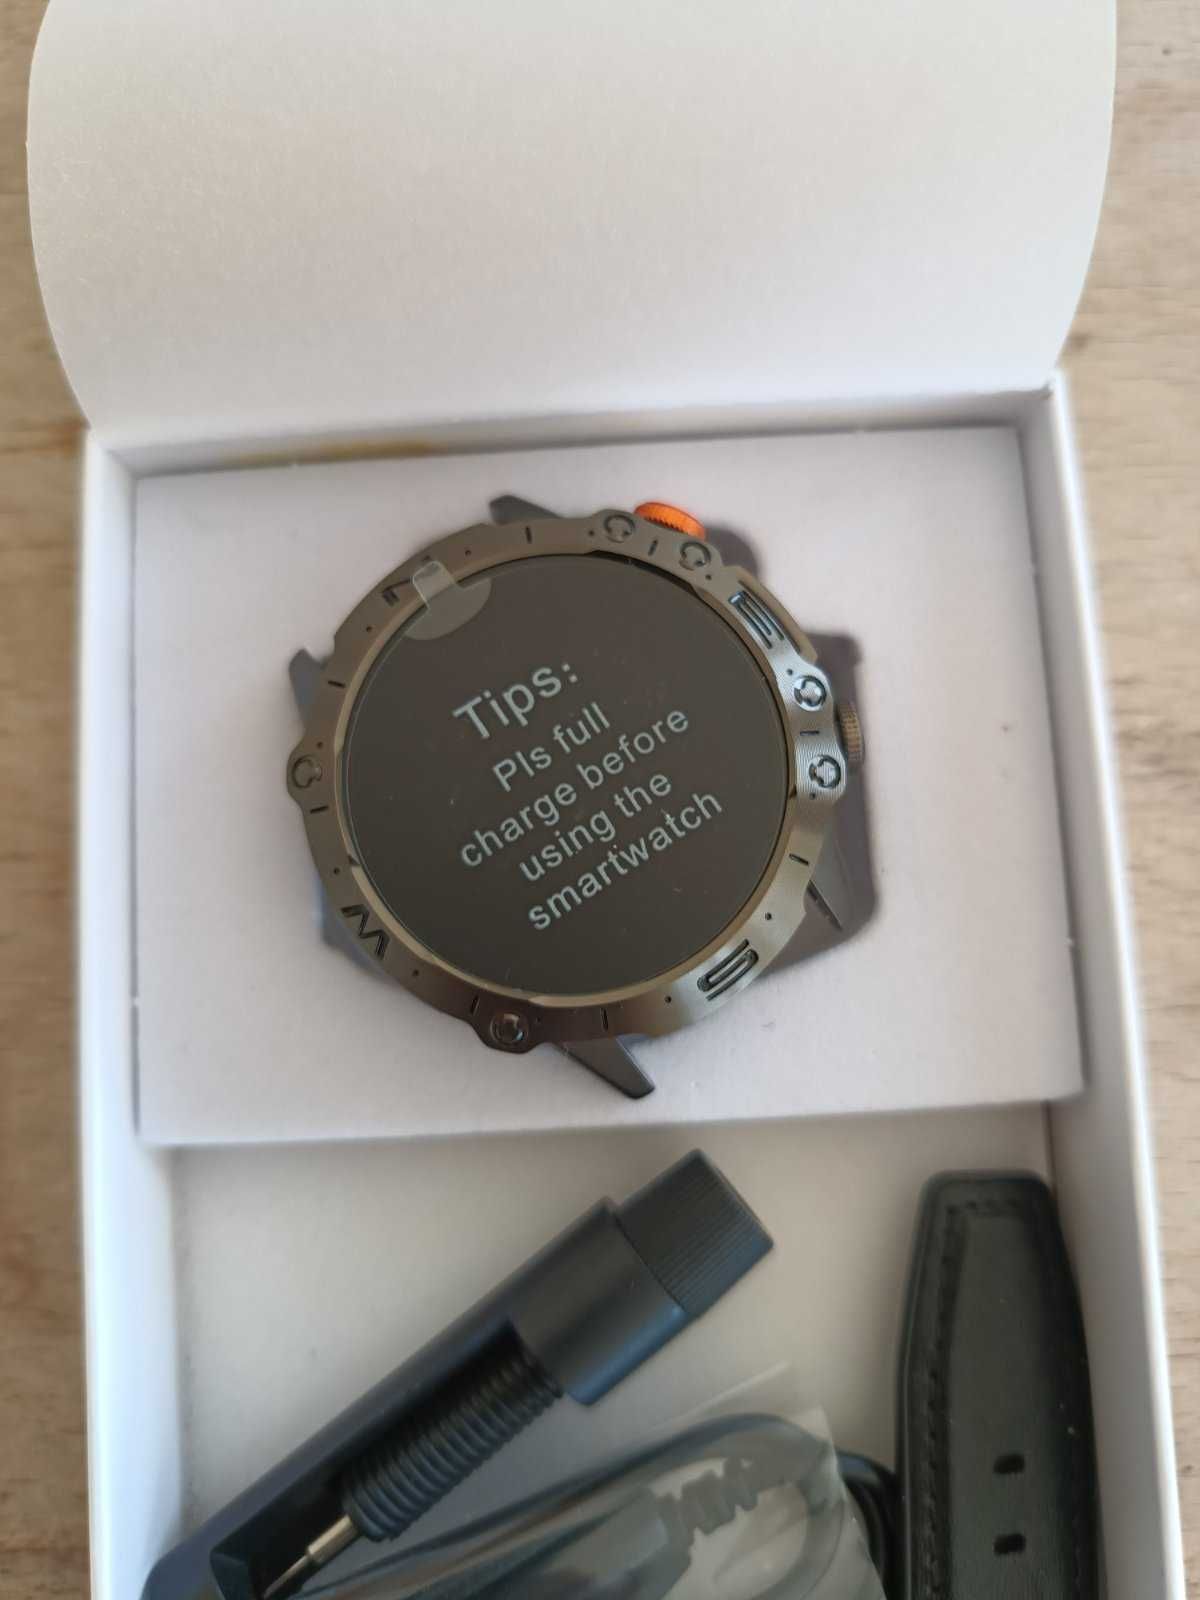 Tips:
Pls full
charge before
using the
smartwatch
N
E
S
W